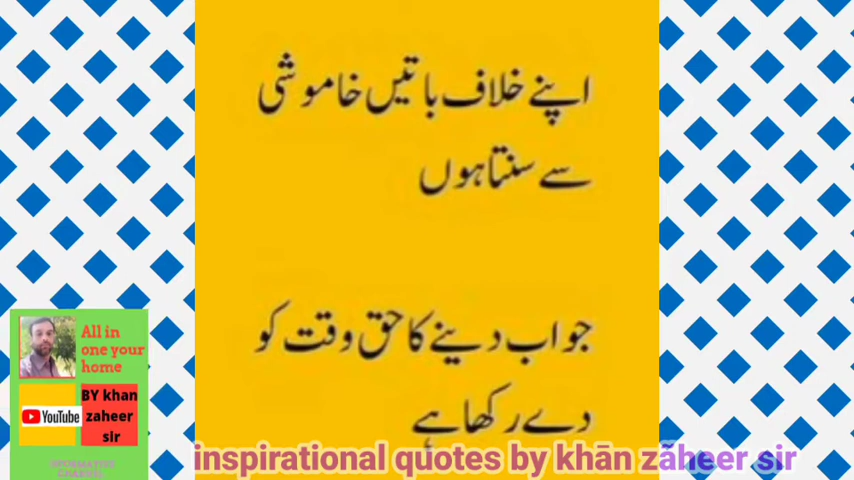 اپنے خلاف باتیں خاموشی
سے سنتا ہوں
جواب دینے کا حق وقت کو
دے رکھا ہے
All in
one your
home
YouTube
BY khan
zaheer
sir
inspirational quotes by khān zãheer sir